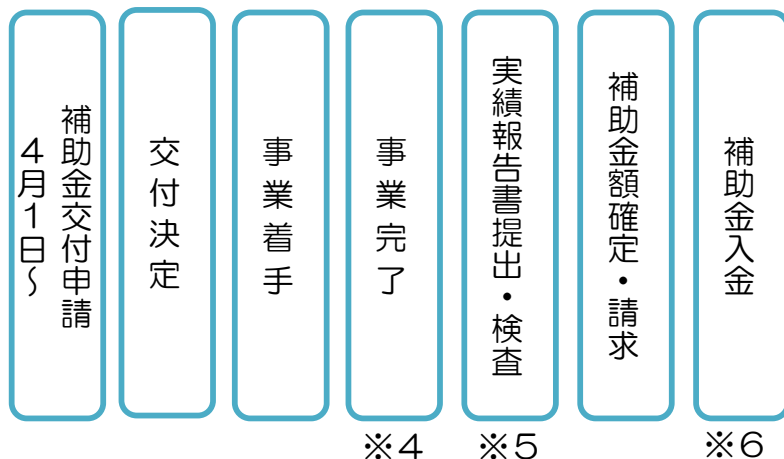 補助金交付申請
４月１日～
交付決定
事業着手
事業完了
実績報告書提出・検査
補助金額確定・請求
補助金入金
※４
※５
※６